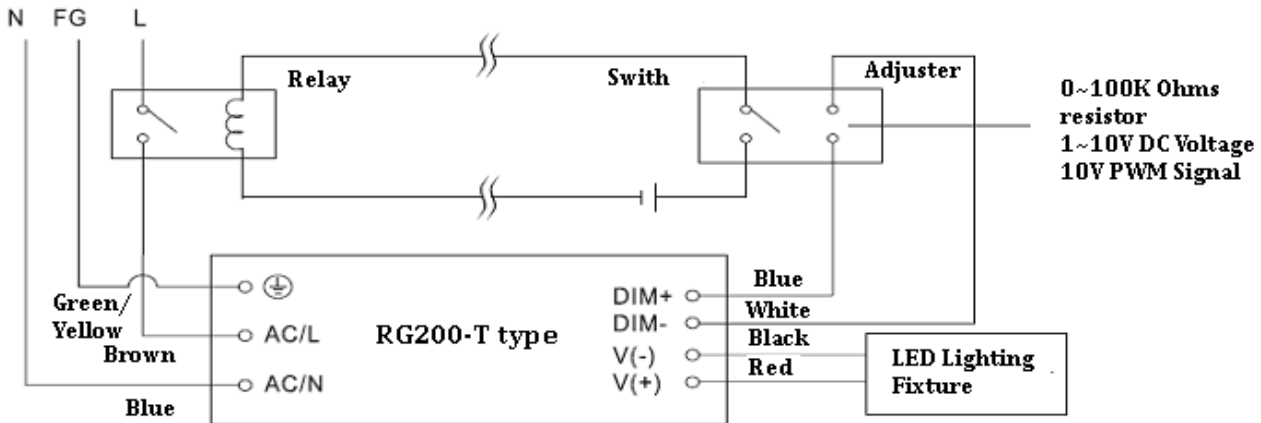 N FG L
Relay
Swith
Adjuster
0~100K Ohms
resistor
1~10V DC Voltage
10V PWM Signal
Green/
Yellow
Brown
Blue
AC/L
AC/N
RG200-T type
DIM+
DIM-
V(-)
V(+)
Blue
White
Black
Red
LED Lighting
Fixture